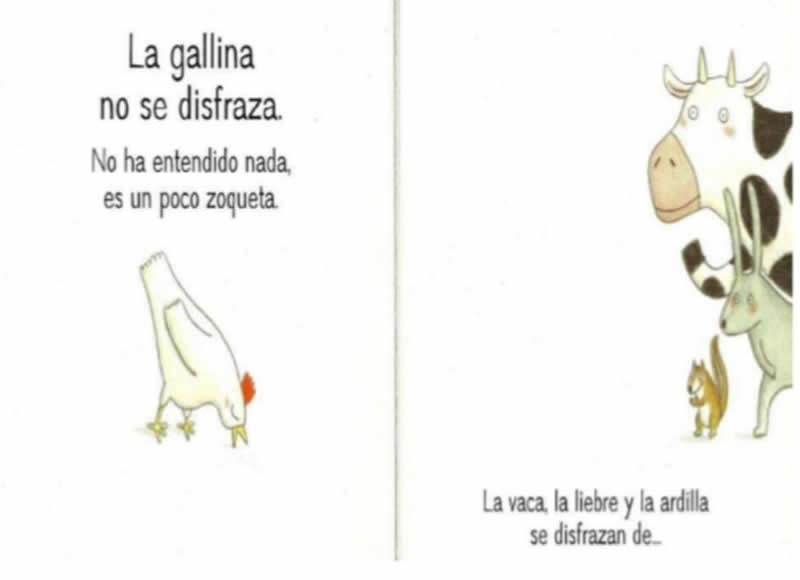 La gallina
no se disfraza.
No ha entendido nada,
es un poco zoqueta.
La vaca, la liebre y la ardilla
se disfrazan de...